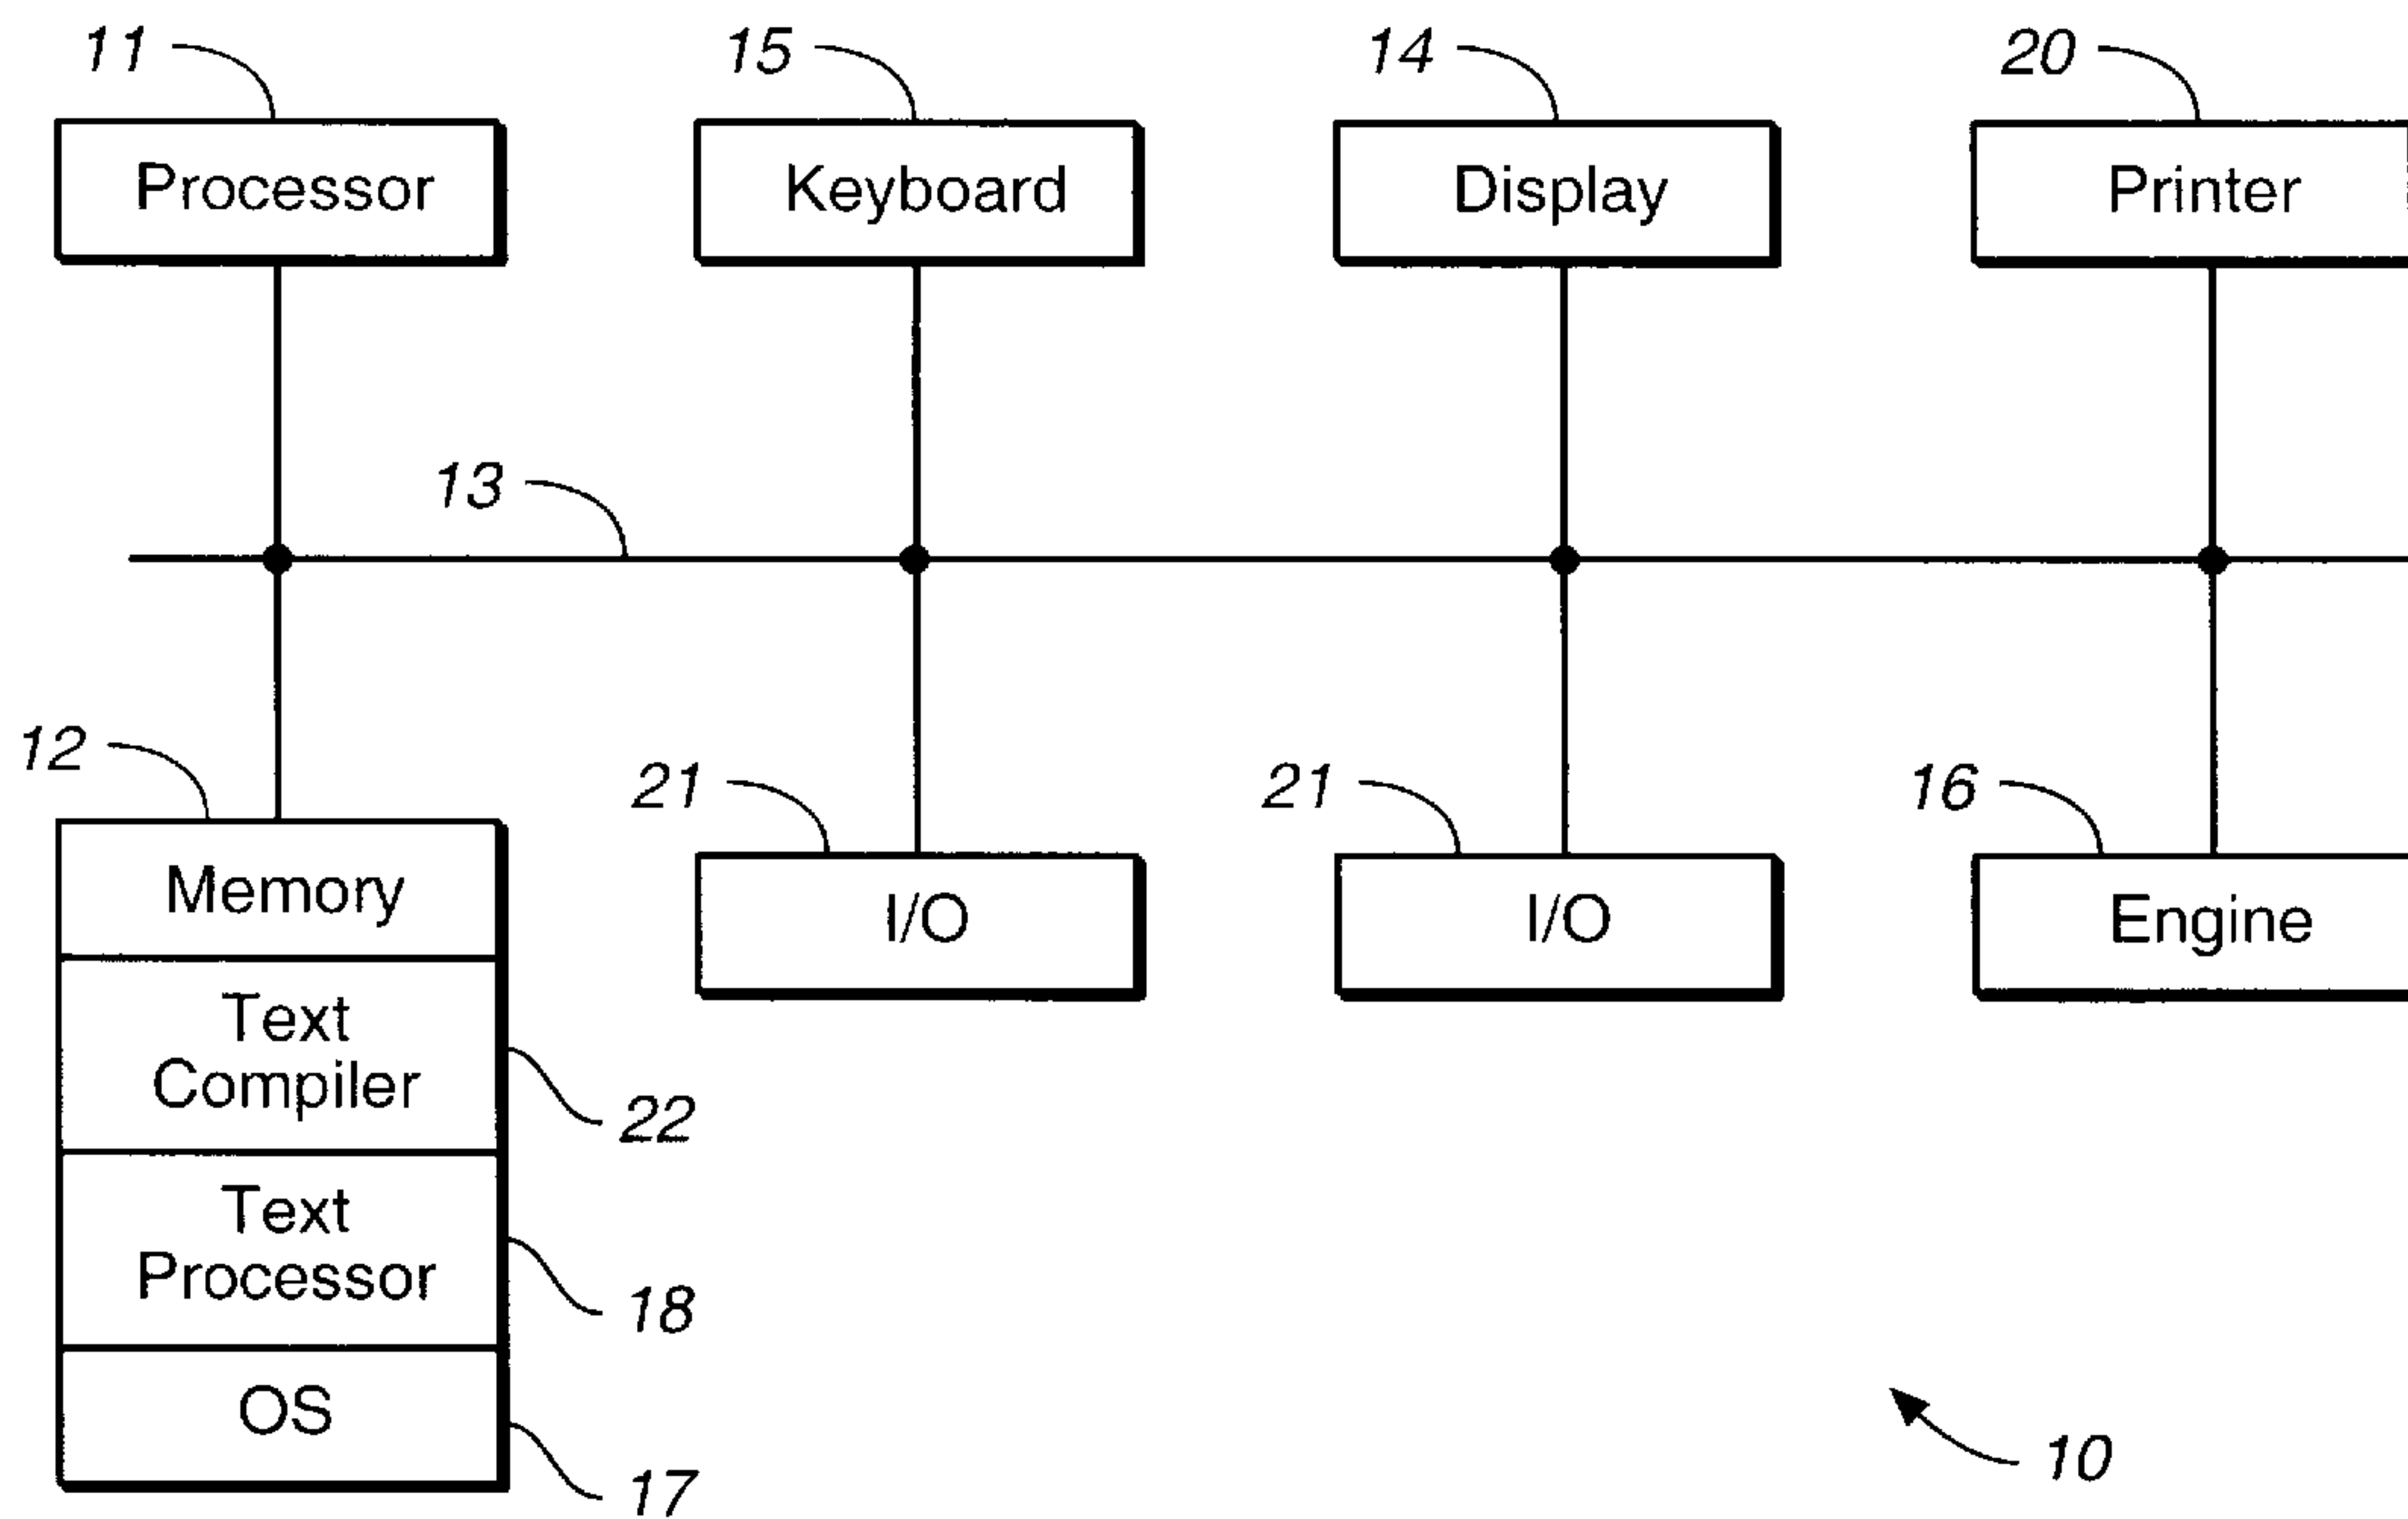 11
15
14
20
Processor
Keyboard
Display
Printer
13
12
21
21
16
Memory
I/O
I/O
Engine
Text
Compiler
22
Text
Processor
18
OS
17
10